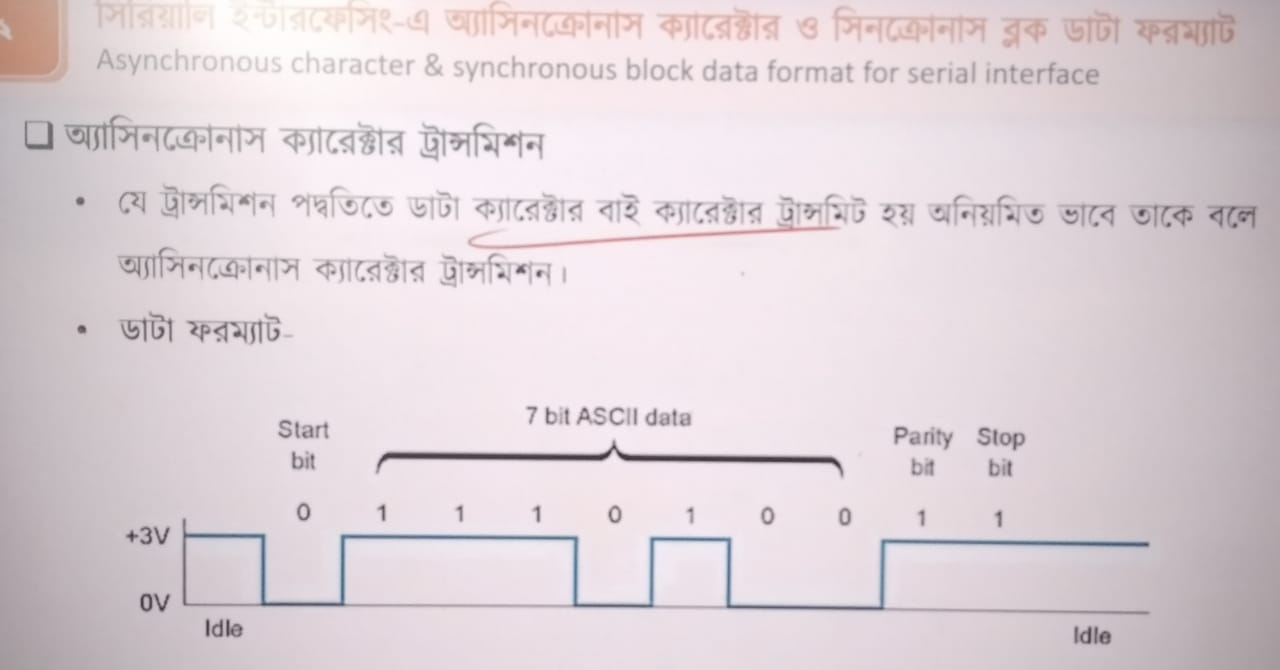 সিরিয়াল ইন্টারফেসিং-এ অ্যাসিনক্রোনাস ক্যারেক্টার ও সিনক্রোনাস ব্লক ডাটা ফরম্যাট
Asynchronous character & synchronous block data format for serial interface
অ্যাসিনক্রোনাস ক্যারেক্টার ট্রান্সমিশন
• যে ট্রান্সমিশন পদ্ধতিতে ডাটা ক্যারেক্টার বাই ক্যারেক্টার ট্রান্সমিট হয় অনিয়মিত ভাবে তাকে বলে
অ্যাসিনক্রোনাস ক্যারেক্টার ট্রান্সমিশন।
• ডাটা ফরম্যাট-
7 bit ASCII data
Start bit
Parity bit
Stop bit
0 1 1 1 0 1 0 0 1 1
+3V
0V
Idle
Idle